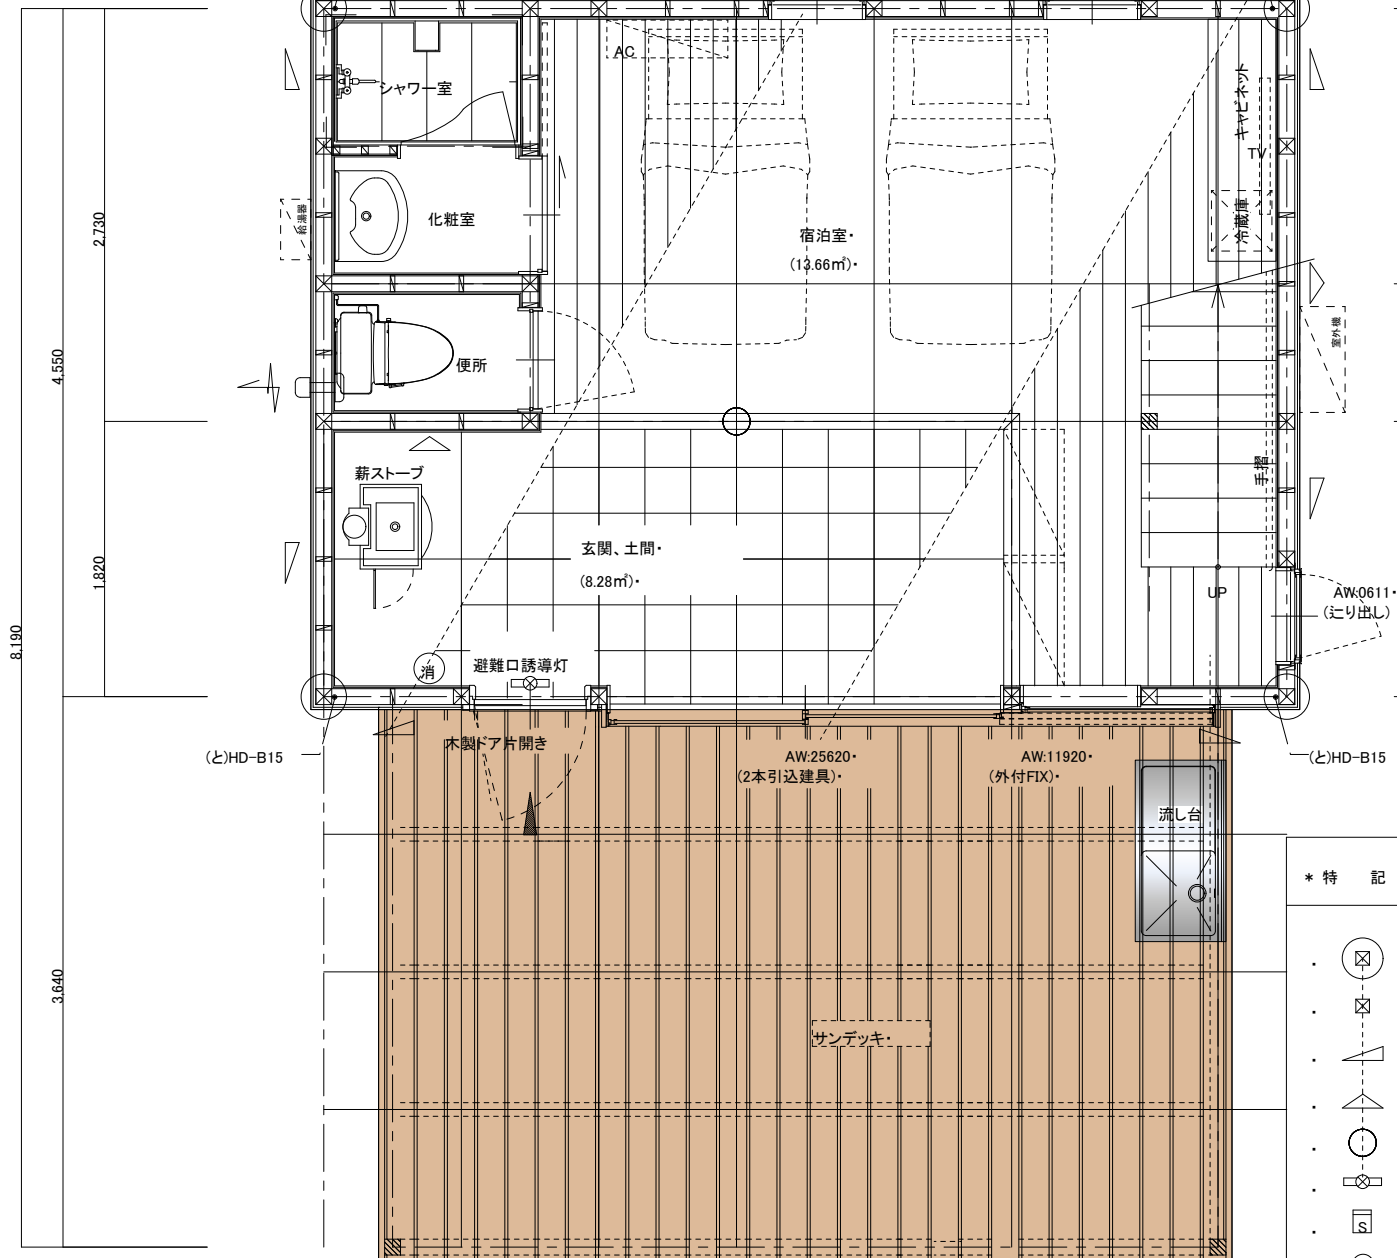 AC
シャワー室
キャビネット
TV
冷蔵庫
給湯器
化粧室
宿泊室・
(13.66㎡)・
2,730
便所
室外機
4,550
薪ストーブ
手摺
玄関、土間・
(8.28㎡)・
1,820
UP
AW:0611・
(辷り出し)
8,190
消
避難口誘導灯
木製ドア片開き
(と)HD-B15
AW:25620・
(2本引込建具)・
AW:11920・
(外付FIX)・
(と)HD-B15
流し台
* 特 記
3,640
サンデッキ・
S